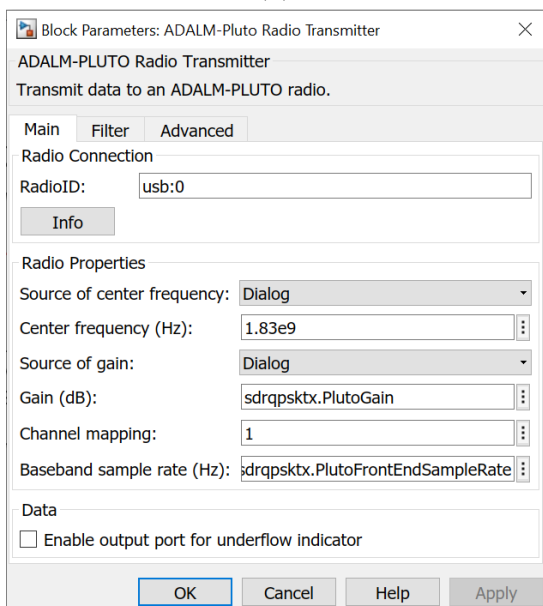 Block Parameters: ADALM-Pluto Radio Transmitter
ADALM-PLUTO Radio Transmitter
Transmit data to an ADALM-PLUTO radio.
Main Filter Advanced
Radio Connection
RadioID: usb:0
Info
Radio Properties
Source of center frequency: Dialog
Center frequency (Hz): 1.83e9
Source of gain: Dialog
Gain (dB): sdrqpsktx.PlutoGain
Channel mapping: 1
Baseband sample rate (Hz): sdrqpsktx.PlutoFrontEndSampleRate
Data
Enable output port for underflow indicator
OK Cancel Help Apply